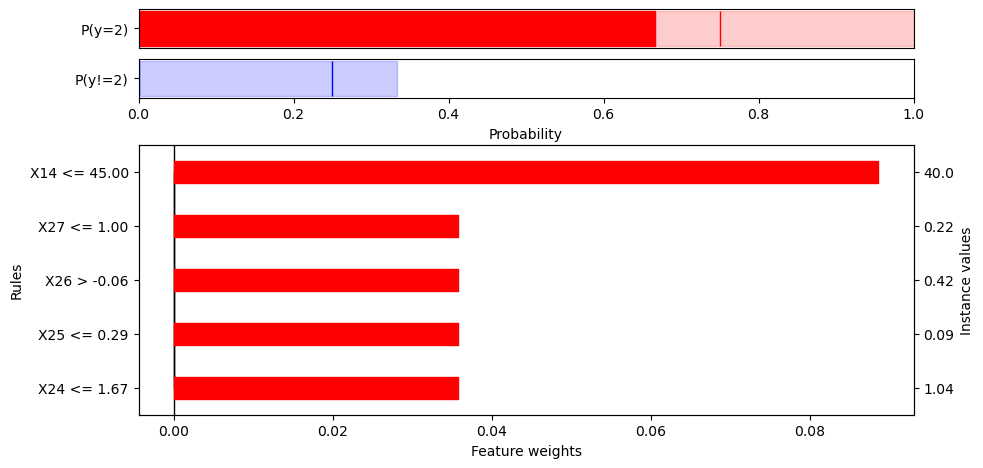 P(y=2)
P(y!=2)
0.0 0.2 0.4 0.6 0.8 1.0
Probability
X14 <= 45.00 40.0
X27 <= 1.00 0.22
X26 > -0.06 0.42
X25 <= 0.29 0.09
X24 <= 1.67 1.04
Rules
Instance values
0.00 0.02 0.04 0.06 0.08
Feature weights